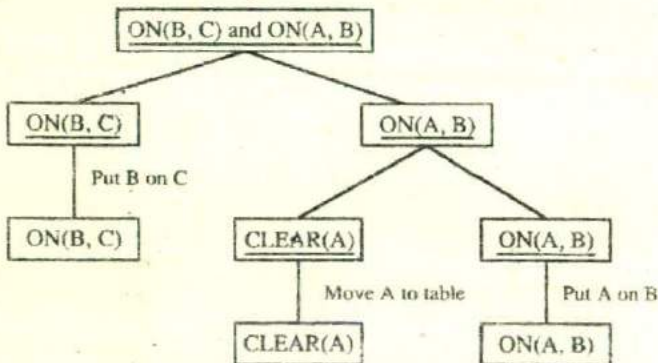 ON(B, C) and ON(A, B)
ON(B, C)
ON(A, B)
Put B on C
ON(B, C)
CLEAR(A)
ON(A, B)
Move A to table
Put A on B
CLEAR(A)
ON(A, B)